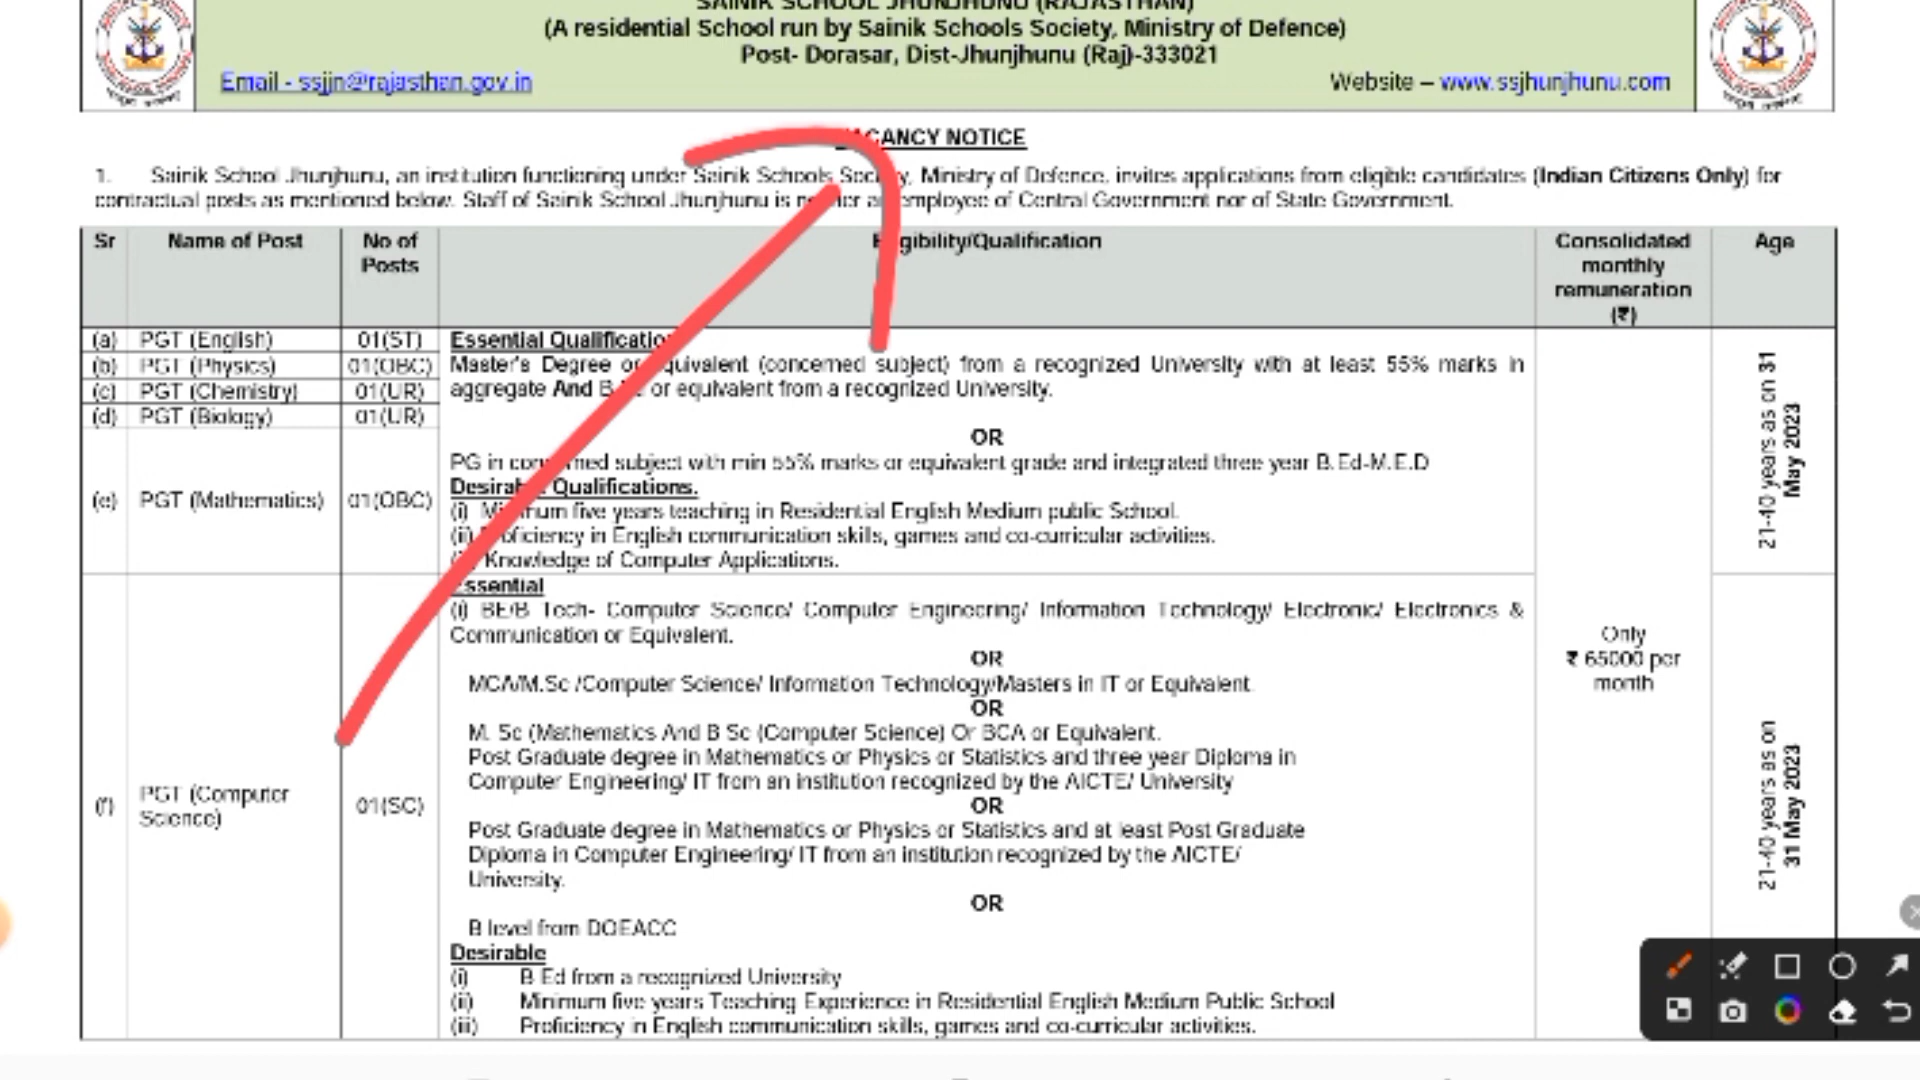 SAINIK SCHOOL JHUNJHUNU (RAJASTHAN)
(A residential School run by Sainik Schools Society, Ministry of Defence)
Post- Dorasar, Dist-Jhunjhunu (Raj)-333021
Email - ssjjn@rajasthan.gov.in
Website – www.ssjhunjhunu.com
VACANCY NOTICE
1. Sainik School Jhunjhunu, an institution functioning under Sainik Schools Society, Ministry of Defence, invites applications from eligible candidates (Indian Citizens Only) for
contractual posts as mentioned below. Staff of Sainik School Jhunjhunu is neither an employee of Central Government nor of State Government.
Sr
Name of Post
No of
Posts
Eligibility/Qualification
Consolidated
monthly
remuneration
(₹)
Age
(a) PGT (English) 01(ST)
(b) PGT (Physics) 01(OBC)
(c) PGT (Chemistry) 01(UR)
(d) PGT (Biology) 01(UR)
(e) PGT (Mathematics) 01(OBC)
Essential Qualification
Master's Degree or equivalent (concerned subject) from a recognized University with at least 55% marks in
aggregate And B.Ed or equivalent from a recognized University.
OR
PG in concerned subject with min 55% marks or equivalent grade and integrated three year B.Ed-M.E.D
Desirable Qualifications.
(i) Minimum five years teaching in Residential English Medium public School.
(ii) Proficiency in English communication skills, games and co-curricular activities.
Knowledge of Computer Applications.
21-40 years as on 31
May 2023
(f) PGT (Computer
Science)
01(SC)
Essential
(i) BE/B Tech- Computer Science/ Computer Engineering/ Information Technology/ Electronic/ Electronics &
Communication or Equivalent.
OR
MCA/M.Sc /Computer Science/ Information Technology/Masters in IT or Equivalent.
OR
M. Sc (Mathematics And B Sc (Computer Science) Or BCA or Equivalent.
Post Graduate degree in Mathematics or Physics or Statistics and three year Diploma in
Computer Engineering/ IT from an institution recognized by the AICTE/ University
OR
Post Graduate degree in Mathematics or Physics or Statistics and at least Post Graduate
Diploma in Computer Engineering/ IT from an institution recognized by the AICTE/
University.
OR
B level from DOEACC
Desirable
(i) B Ed from a recognized University
(ii) Minimum five years Teaching Experience in Residential English Medium Public School
(iii) Proficiency in English communication skills, games and co-curricular activities.
Only
₹ 65000 per
month
21-40 years as on
31 May 2023